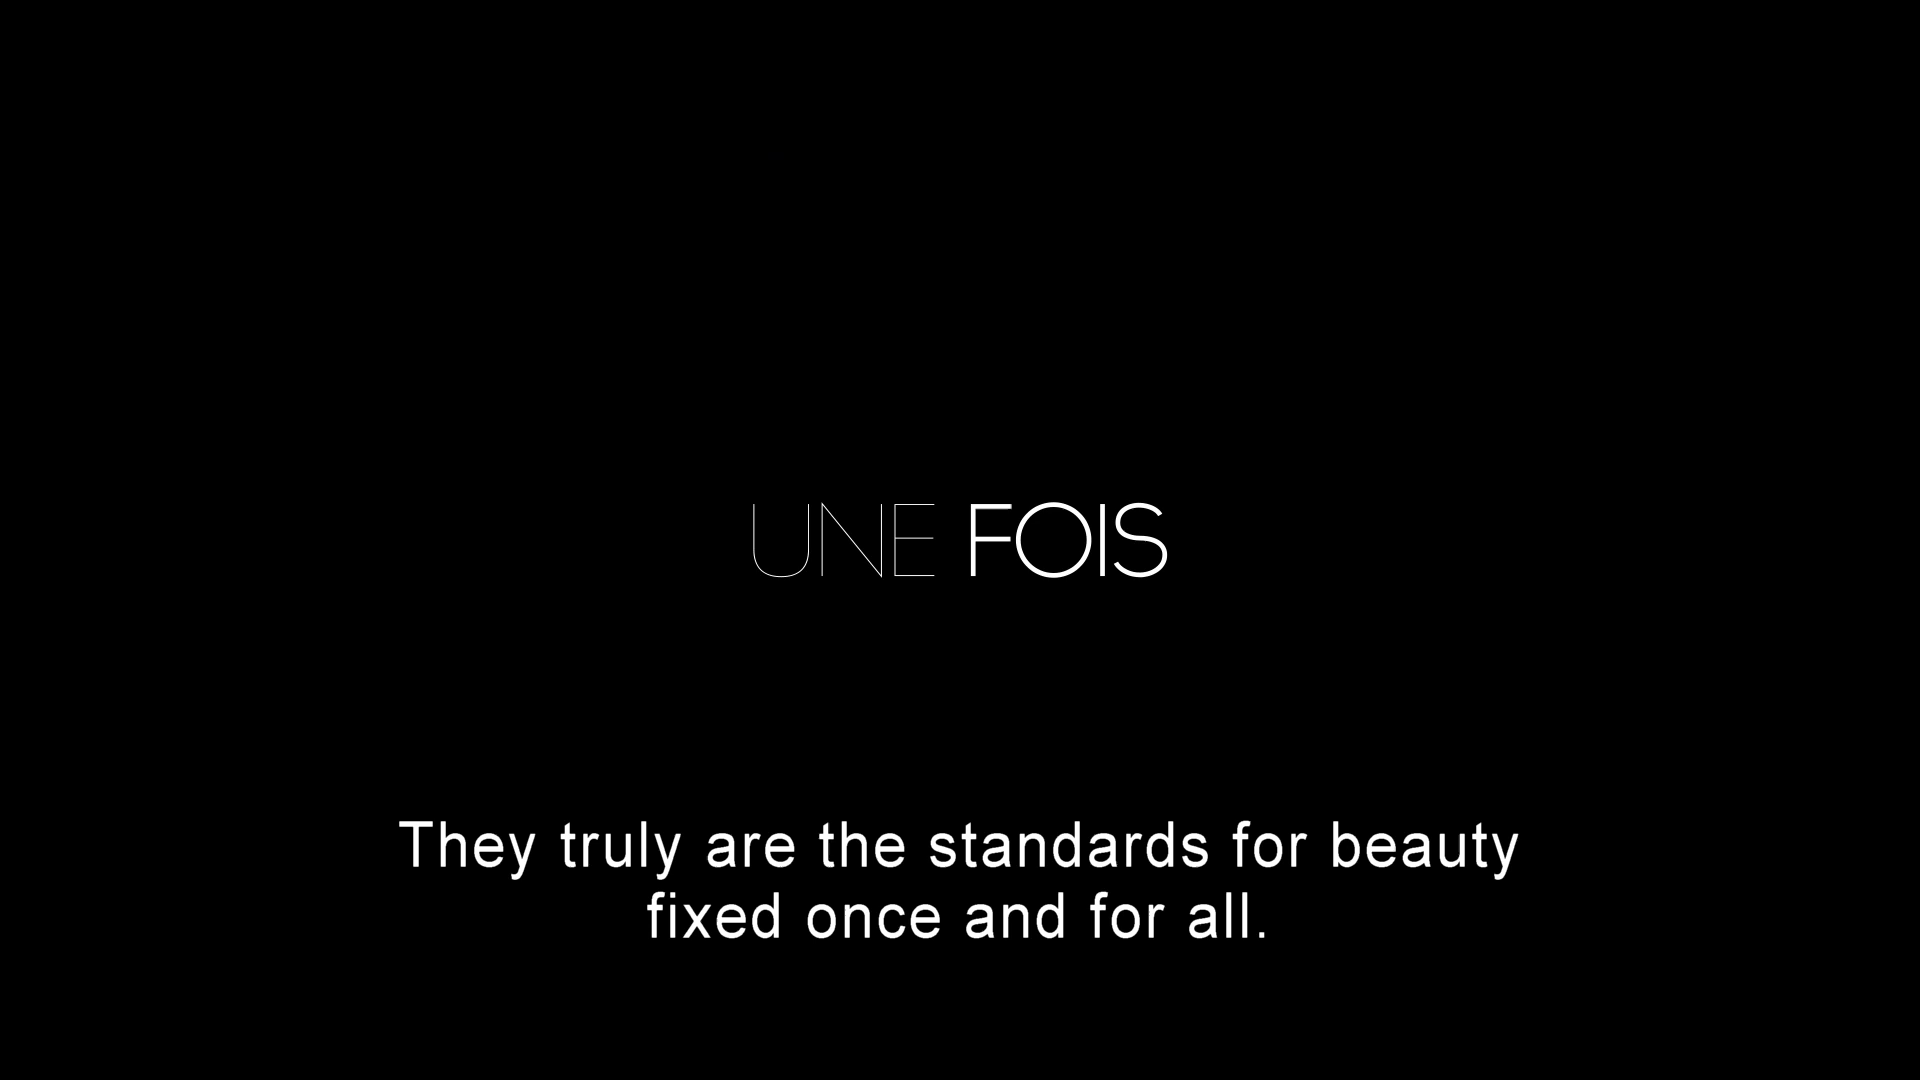 UNE FOIS
They truly are the standards for beauty
fixed once and for all.